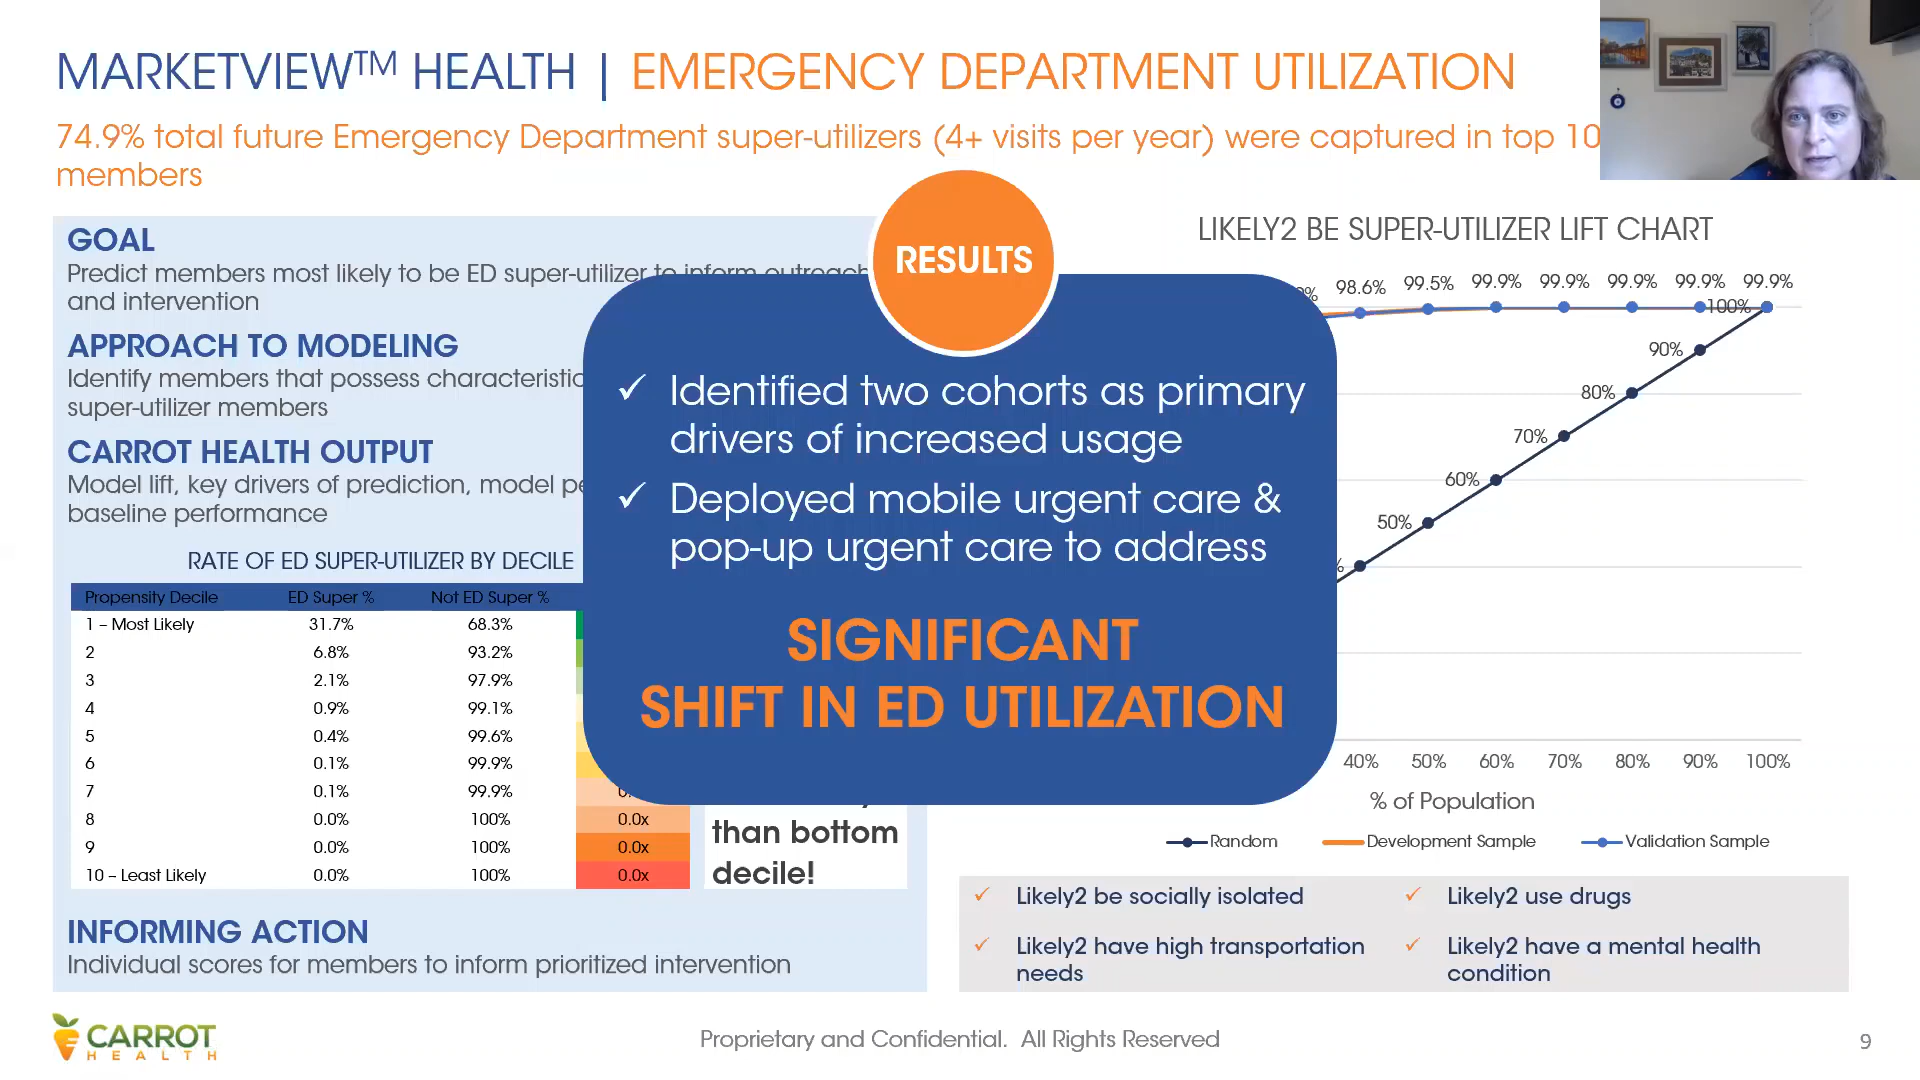 MARKETVIEW™ HEALTH | EMERGENCY DEPARTMENT UTILIZATION
74.9% total future Emergency Department super-utilizers (4+ visits per year) were captured in top 10
members
GOAL
Predict members most likely to be ED super-utilizer to inform outreach
and intervention
APPROACH TO MODELING
Identify members that possess
super-utilizer members
CARROT HEALTH OUTPUT
Model lift, key drivers of prediction, model
baseline performance
RATE OF ED SUPER-UTILIZER BY DECILE
Propensity Decile ED Super % Not ED Super %
1 – Most Likely 31.7% 68.3%
2 6.8% 93.2%
3 2.1% 97.9%
4 0.9% 99.1%
5 0.4% 99.6%
6 0.1% 99.9%
7 0.1% 99.9%
8 0.0% 100% 0.0x
9 0.0% 100% 0.0x
10 – Least Likely 0.0% 100% 0.0x
than bottom
decile!
INFORMING ACTION
Individual scores for members to inform prioritized intervention
RESULTS
✓ Identified two cohorts as primary
drivers of increased usage
✓ Deployed mobile urgent care &
pop-up urgent care to address
SIGNIFICANT
SHIFT IN ED UTILIZATION
LIKELY2 BE SUPER-UTILIZER LIFT CHART
98.6% 99.5% 99.9% 99.9% 99.9% 99.9% 99.9%
100%
90%
80%
70%
60%
50%
40% 50% 60% 70% 80% 90% 100%
% of Population
Random Development Sample Validation Sample
✓ Likely2 be socially isolated
✓ Likely2 have high transportation
needs
✓ Likely2 use drugs
✓ Likely2 have a mental health
condition
CARROT
HEALTH
Proprietary and Confidential. All Rights Reserved
9